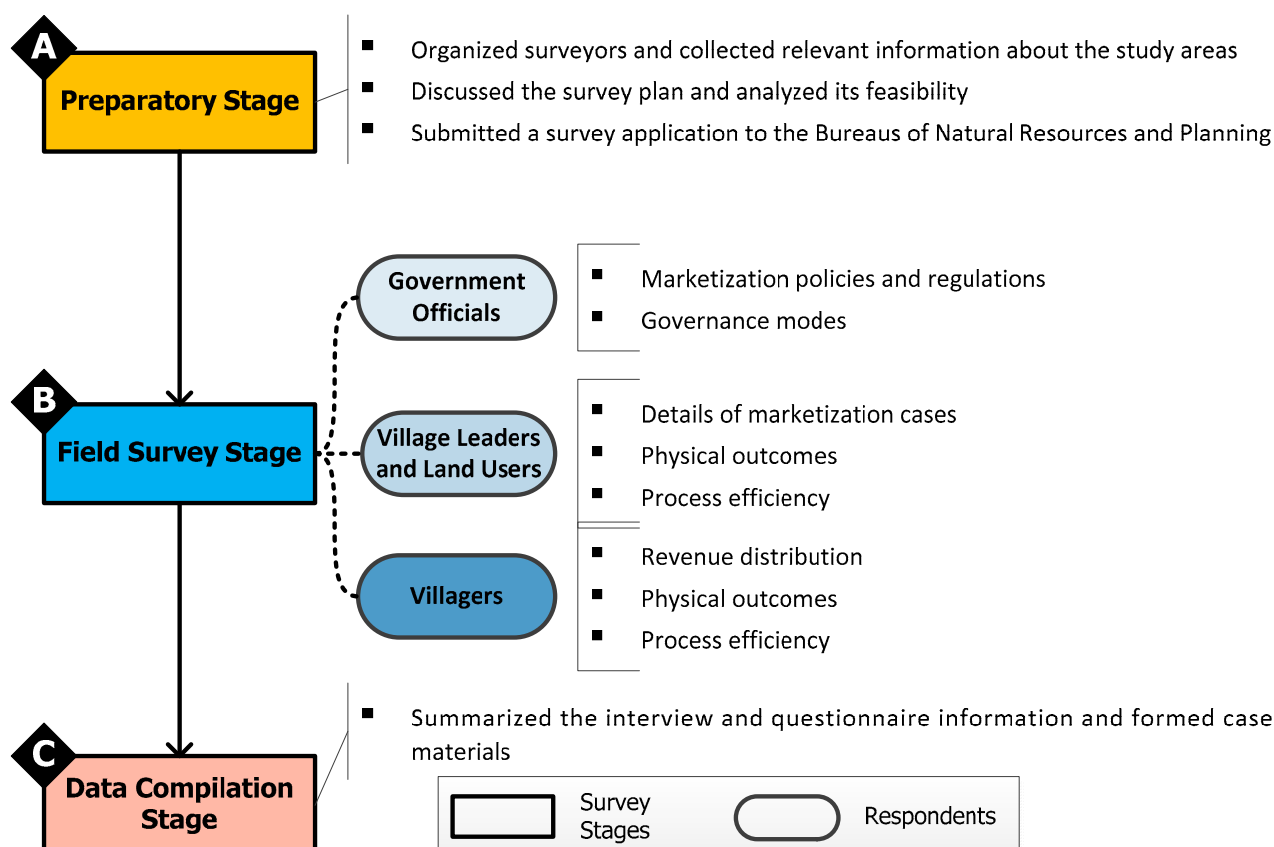 A
Preparatory Stage
▪ Organized surveyors and collected relevant information about the study areas
▪ Discussed the survey plan and analyzed its feasibility
▪ Submitted a survey application to the Bureaus of Natural Resources and Planning
B
Field Survey Stage
Government
Officials
▪ Marketization policies and regulations
▪ Governance modes
Village Leaders
and Land Users
▪ Details of marketization cases
▪ Physical outcomes
▪ Process efficiency
Villagers
▪ Revenue distribution
▪ Physical outcomes
▪ Process efficiency
C
Data Compilation
Stage
▪ Summarized the interview and questionnaire information and formed case
materials
Survey
Stages
Respondents